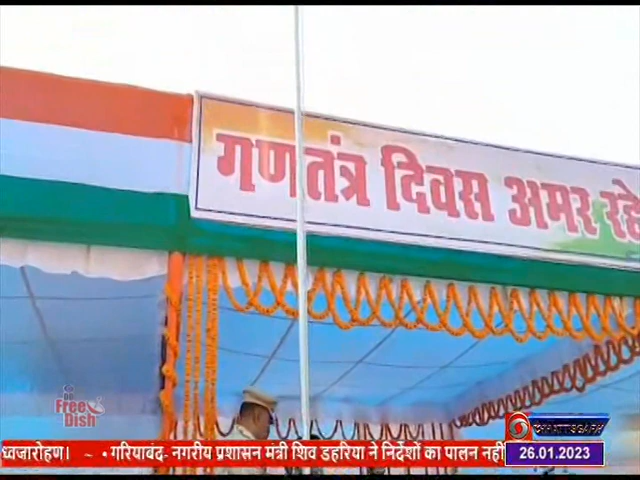 गणतंत्र दिवस अमर रहे
DD
Free
Dish
CHHATTISGARH
ध्वजारोहण। ~ • गरियाबंद- नगरीय प्रशासन मंत्री शिव डहरिया ने निर्देशों का पालन नहीं
26.01.2023